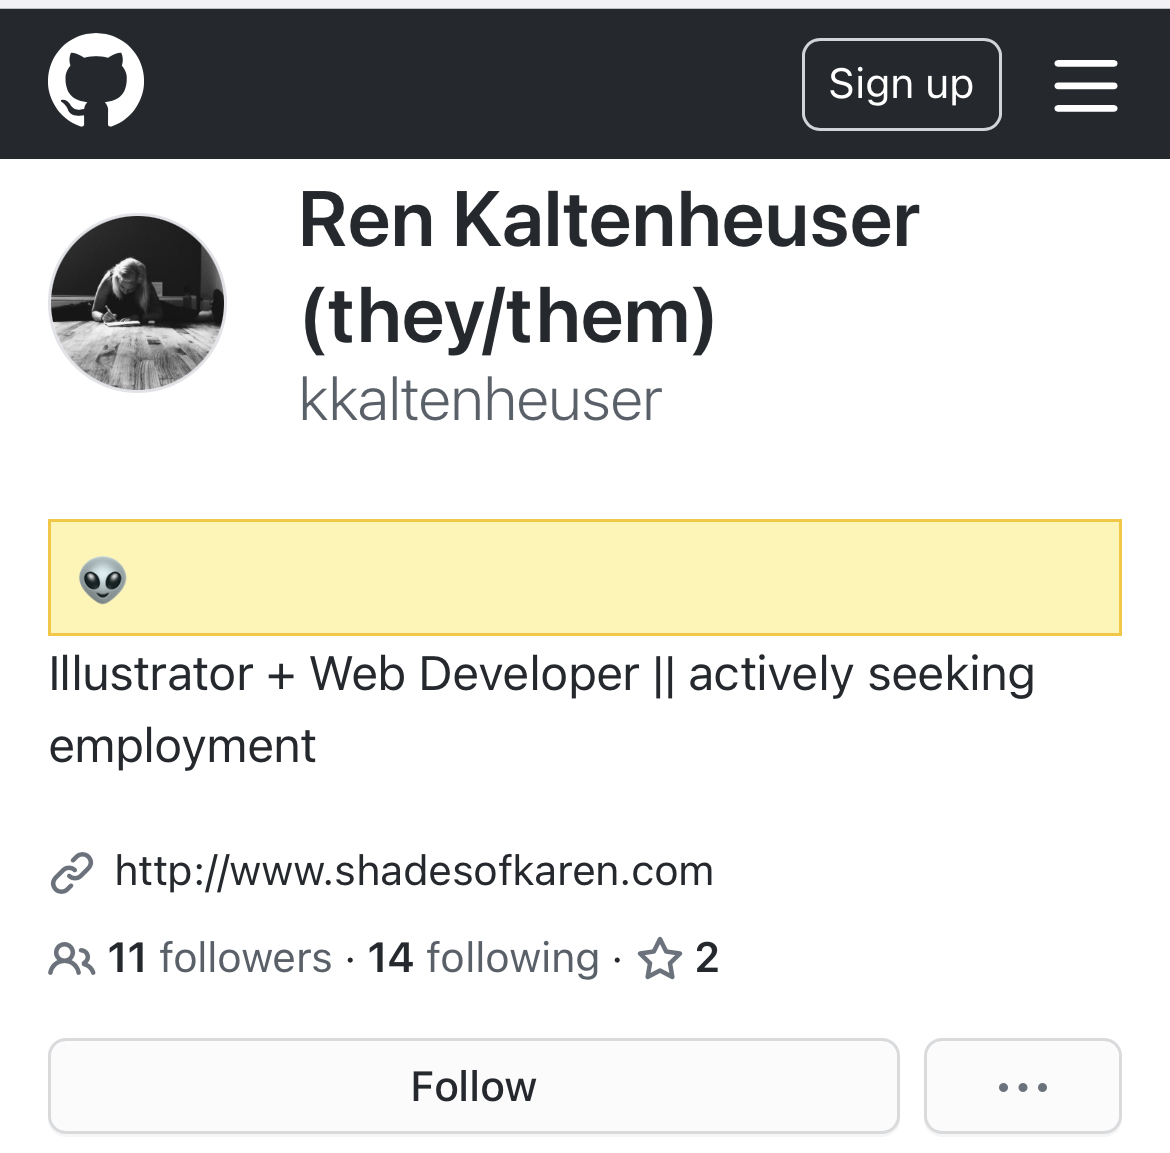 Sign up
Ren Kaltenheuser
(they/them)
kkaltenheuser
Illustrator + Web Developer || actively seeking
employment
http://www.shadesofkaren.com
11 followers · 14 following · 2
Follow